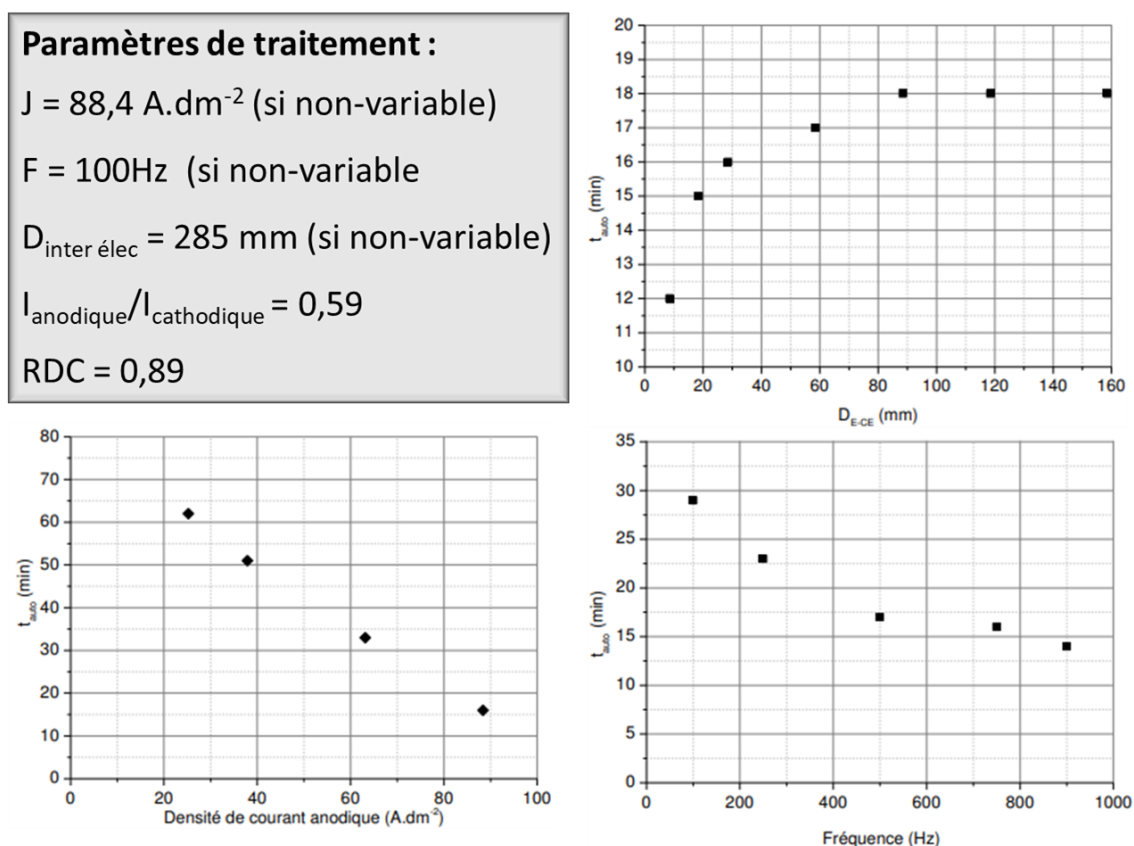 Paramètres de traitement :
J = 88,4 A.dm-2 (si non-variable)
F = 100Hz (si non-variable
Dinter élec = 285 mm (si non-variable)
Ianodique/Icathodique = 0,59
RDC = 0,89
20
19
18
17
16
15
14
13
12
11
10
tauto (min)
0 20 40 60 80 100 120 140 160
DE-CE (mm)
80
70
60
50
40
30
20
10
0
tauto (min)
0 20 40 60 80 100
Densité de courant anodique (A.dm-2)
35
30
25
20
15
10
5
0
tauto (min)
0 200 400 600 800 1000
Fréquence (Hz)